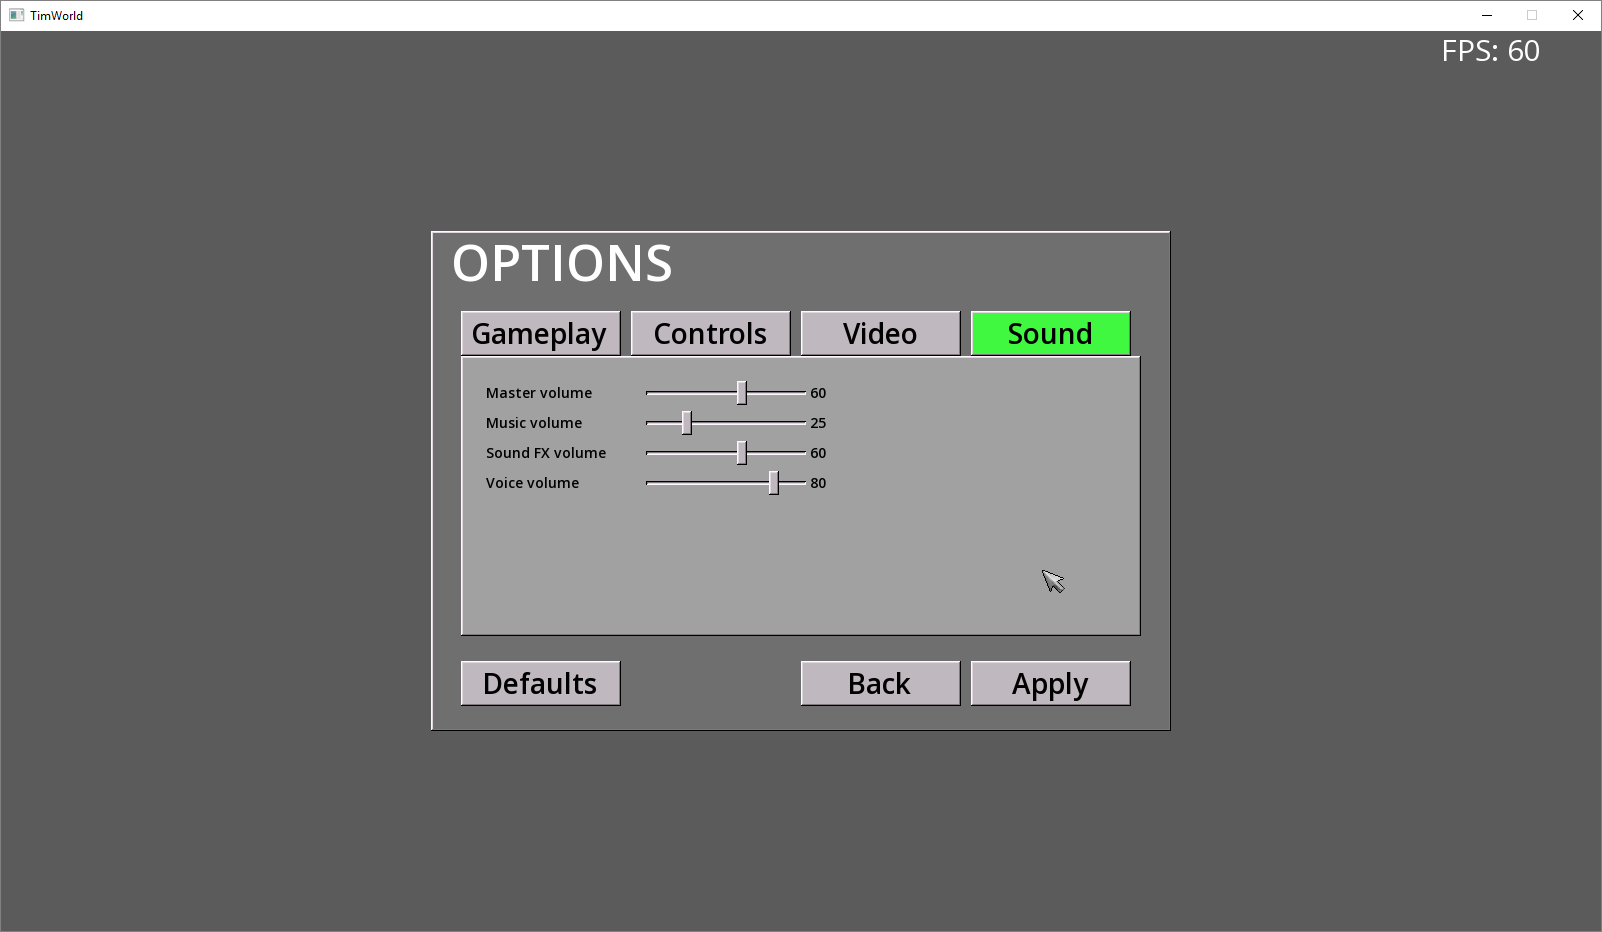 TimWorld
FPS: 60
OPTIONS
Gameplay Controls Video Sound
Master volume 60
Music volume 25
Sound FX volume 60
Voice volume 80
Defaults Back Apply